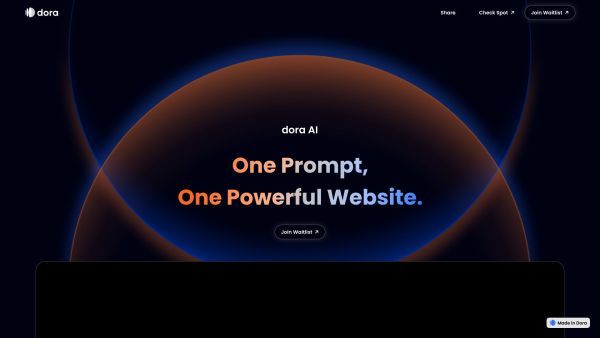 dora
Share
Check Spot ↗
Join Waitlist ↗
dora AI
One Prompt,
One Powerful Website.
Join Waitlist ↗
Made in Dora